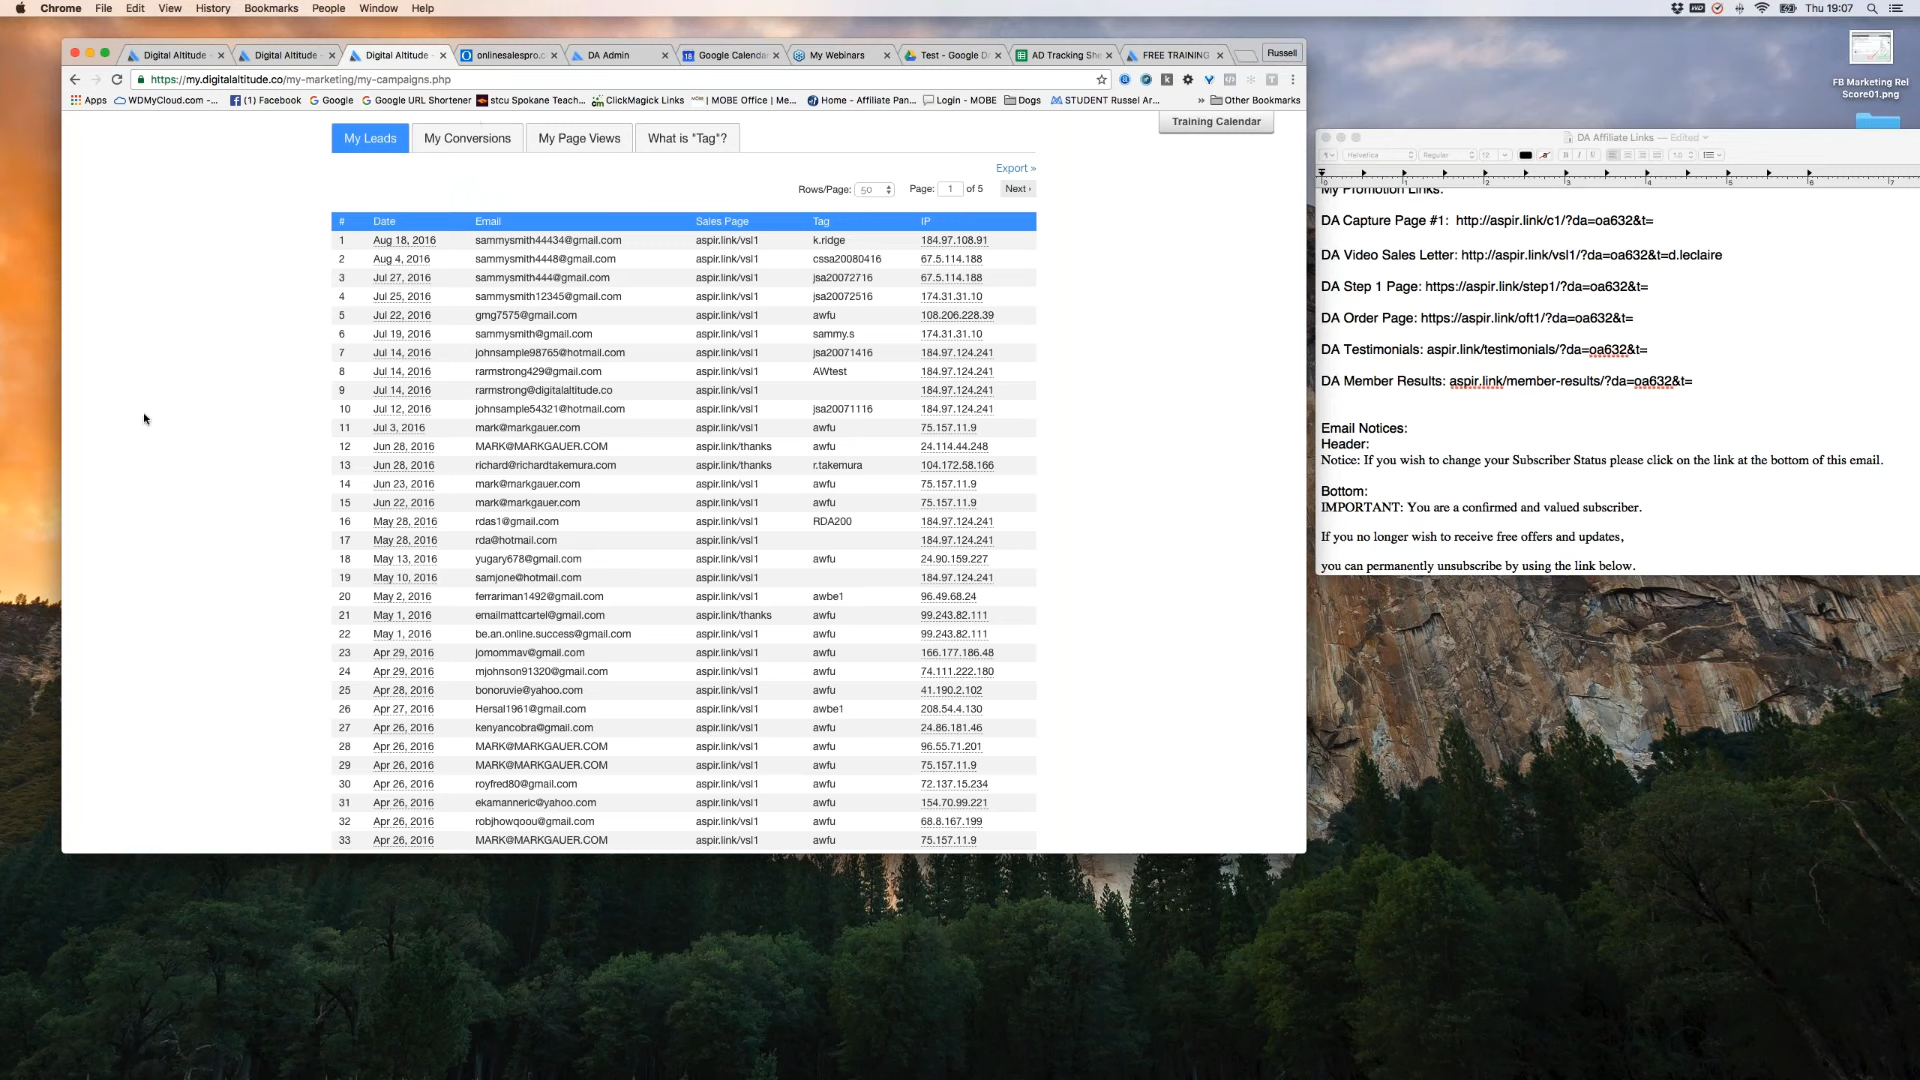 Chrome File Edit View History Bookmarks People Window Help
Thu 19:07
Digital Altitude -
Digital Altitude -
Digital Altitude -
onlinesalespro.c
DA Admin
Google Calenda
My Webinars
Test - Google D
AD Tracking She
FREE TRAINING
Russell
https://my.digitalaltitude.co/my-marketing/my-campaigns.php
Apps WDMyCloud.com -... (1) Facebook Google Google URL Shortener stcu Spokane Teach... ClickMagick Links | MOBE Office | Me... Home - Affiliate Pan... Login - MOBE Dogs STUDENT Russel Ar... » Other Bookmarks
FB Marketing Rel
Score01.png
Training Calendar
My Leads My Conversions My Page Views What is "Tag"?
Export »
Rows/Page: 50 Page: 1 of 5 Next ›
# Date Email Sales Page Tag IP
1 Aug 18, 2016 sammysmith44434@gmail.com aspir.link/vsl1 k.ridge 184.97.108.91
2 Aug 4, 2016 sammysmith4448@gmail.com aspir.link/vsl1 cssa20080416 67.5.114.188
3 Jul 27, 2016 sammysmith444@gmail.com aspir.link/vsl1 jsa20072716 67.5.114.188
4 Jul 25, 2016 sammysmith12345@gmail.com aspir.link/vsl1 jsa20072516 174.31.31.10
5 Jul 22, 2016 gmg7575@gmail.com aspir.link/vsl1 awfu 108.206.228.39
6 Jul 19, 2016 sammysmith@gmail.com aspir.link/vsl1 sammy.s 174.31.31.10
7 Jul 14, 2016 johnsample98765@hotmail.com aspir.link/vsl1 jsa20071416 184.97.124.241
8 Jul 14, 2016 rarmstrong429@gmail.com aspir.link/vsl1 AWtest 184.97.124.241
9 Jul 14, 2016 rarmstrong@digitalaltitude.co aspir.link/vsl1 184.97.124.241
10 Jul 12, 2016 johnsample54321@hotmail.com aspir.link/vsl1 jsa20071116 184.97.124.241
11 Jul 3, 2016 mark@markgauer.com aspir.link/vsl1 awfu 75.157.11.9
12 Jun 28, 2016 MARK@MARKGAUER.COM aspir.link/thanks awfu 24.114.44.248
13 Jun 28, 2016 richard@richardtakemura.com aspir.link/thanks r.takemura 104.172.58.166
14 Jun 23, 2016 mark@markgauer.com aspir.link/vsl1 awfu 75.157.11.9
15 Jun 22, 2016 mark@markgauer.com aspir.link/vsl1 awfu 75.157.11.9
16 May 28, 2016 rdas1@gmail.com aspir.link/vsl1 RDA200 184.97.124.241
17 May 28, 2016 rda@hotmail.com aspir.link/vsl1 184.97.124.241
18 May 13, 2016 yugary678@gmail.com aspir.link/vsl1 awfu 24.90.159.227
19 May 10, 2016 samjone@hotmail.com aspir.link/vsl1 184.97.124.241
20 May 2, 2016 ferrariman1492@gmail.com aspir.link/vsl1 awbe1 96.49.68.24
21 May 1, 2016 emailmattcartel@gmail.com aspir.link/thanks awfu 99.243.82.111
22 May 1, 2016 be.an.online.success@gmail.com aspir.link/vsl1 awfu 99.243.82.111
23 Apr 29, 2016 jomommav@gmail.com aspir.link/vsl1 awfu 166.177.186.48
24 Apr 29, 2016 mjohnson91320@gmail.com aspir.link/vsl1 awfu 74.111.222.180
25 Apr 28, 2016 bonoruvie@yahoo.com aspir.link/vsl1 awfu 41.190.2.102
26 Apr 27, 2016 Hersal1961@gmail.com aspir.link/vsl1 awbe1 208.54.4.130
27 Apr 26, 2016 kenyancobra@gmail.com aspir.link/vsl1 awfu 24.86.181.46
28 Apr 26, 2016 MARK@MARKGAUER.COM aspir.link/vsl1 awfu 96.55.71.201
29 Apr 26, 2016 MARK@MARKGAUER.COM aspir.link/vsl1 awfu 75.157.11.9
30 Apr 26, 2016 royfred80@gmail.com aspir.link/vsl1 awfu 72.137.15.234
31 Apr 26, 2016 ekamanneric@yahoo.com aspir.link/vsl1 awfu 154.70.99.221
32 Apr 26, 2016 robjhowqoou@gmail.com aspir.link/vsl1 awfu 68.8.167.199
33 Apr 26, 2016 MARK@MARKGAUER.COM aspir.link/vsl1 awfu 75.157.11.9
DA Affiliate Links — Edited
Helvetica Regular 12 1.0
0 1 2 3 4 5 6 7
My Promotion Links:
DA Capture Page #1: http://aspir.link/c1/?da=oa632&t=
DA Video Sales Letter: http://aspir.link/vsl1/?da=oa632&t=d.leclaire
DA Step 1 Page: https://aspir.link/step1/?da=oa632&t=
DA Order Page: https://aspir.link/oft1/?da=oa632&t=
DA Testimonials: aspir.link/testimonials/?da=oa632&t=
DA Member Results: aspir.link/member-results/?da=oa632&t=
Email Notices:
Header:
Notice: If you wish to change your Subscriber Status please click on the link at the bottom of this email.
Bottom:
IMPORTANT: You are a confirmed and valued subscriber.
If you no longer wish to receive free offers and updates,
you can permanently unsubscribe by using the link below.